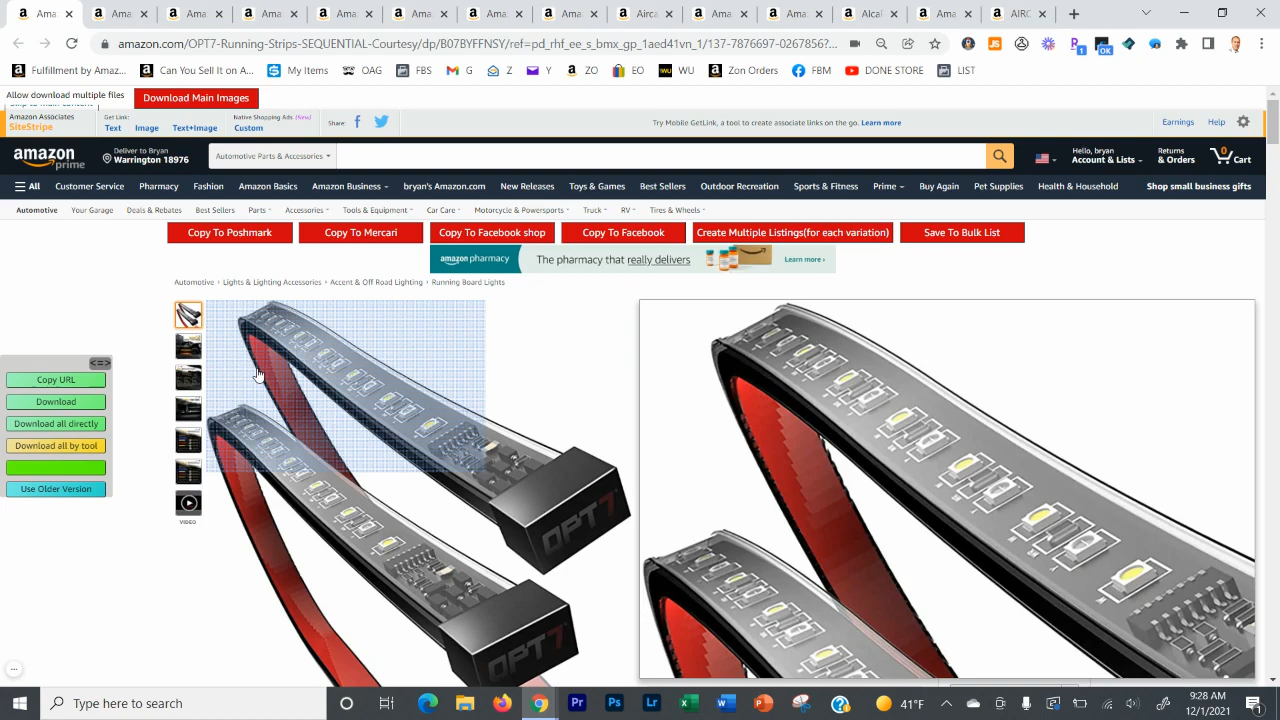 Ama
Ama
Ama
Ama
Ama
Ama
Ama
Ama
Airca
Ama
Ama
Alcat
Ama
AIRC
amazon.com/OPT7-Running-Strips-SEQUENTIAL-Courtesy/dp/B07BYFFNSY/ref=pd_rhf_ee_s_bmx_gp_1aed41vn_1/137-7876697-0267856?...
Fulfillment by Amaz...
Can You Sell It on A...
My Items
OAG
FBS
G
Z
Y
ZO
EO
WU
Zon Orders
FBM
DONE STORE
LIST
Allow download multiple files
Download Main Images
Skip to main content
Amazon Associates
SiteStripe
Get Link:
Text Image Text+Image
Native Shopping Ads (New)
Custom
Share:
Try Mobile GetLink, a tool to create associate links on the go. Learn more
Earnings Help
amazon prime
Deliver to Bryan
Warrington 18976
Automotive Parts & Accessories
Hello, bryan
Account & Lists
Returns
& Orders
0
Cart
All Customer Service Pharmacy Fashion Amazon Basics Amazon Business bryan's Amazon.com New Releases Toys & Games Best Sellers Outdoor Recreation Sports & Fitness Prime Buy Again Pet Supplies Health & Household Shop small business gifts
Automotive Your Garage Deals & Rebates Best Sellers Parts Accessories Tools & Equipment Car Care Motorcycle & Powersports Truck RV Tires & Wheels
Copy To Poshmark
Copy To Mercari
Copy To Facebook shop
Copy To Facebook
Create Multiple Listings(for each variation)
Save To Bulk List
amazon pharmacy The pharmacy that really delivers Learn more ›
Automotive › Lights & Lighting Accessories › Accent & Off Road Lighting › Running Board Lights
<=>
Copy URL
Download
Download all directly
Download all by tool
Use Older Version
VIDEO
OPT7
OPT7
...
Type here to search
41°F
9:28 AM
12/1/2021